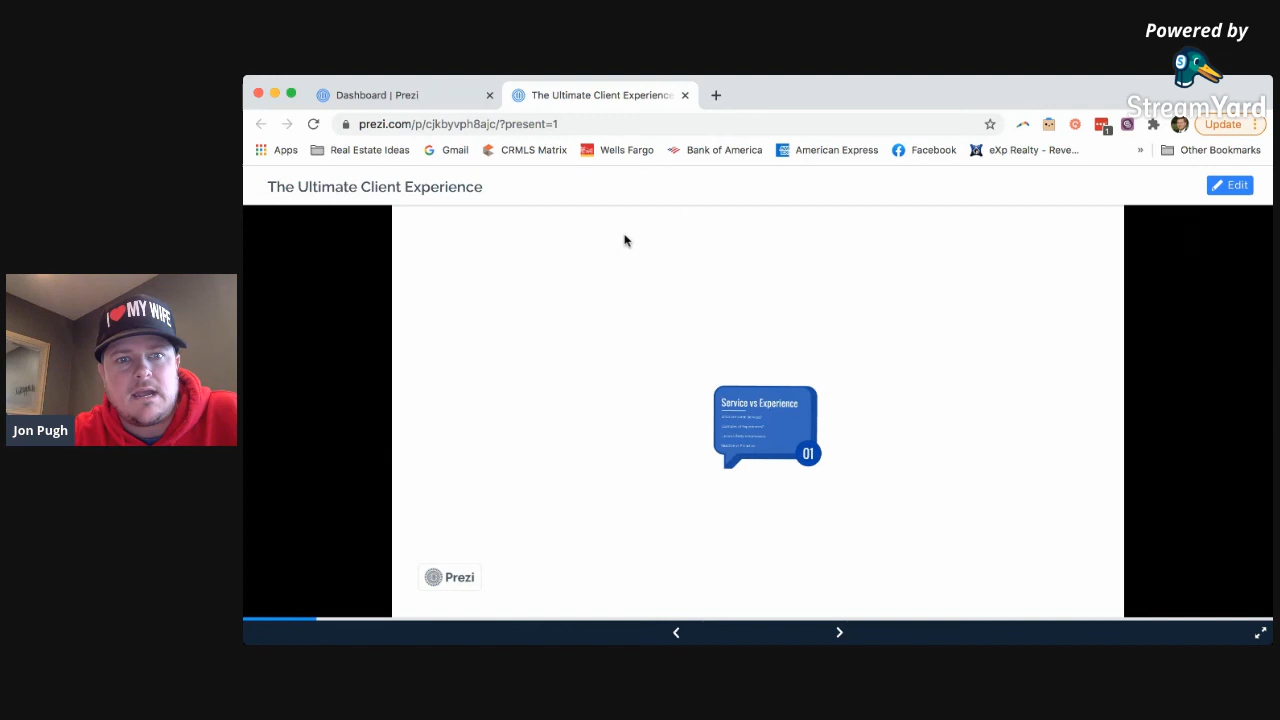 Powered by
StreamYard
Dashboard | Prezi
The Ultimate Client Experience
prezi.com/p/cjkbyvph8ajc/?present=1
Update
Apps
Real Estate Ideas
Gmail
CRMLS Matrix
Wells Fargo
Bank of America
American Express
Facebook
eXp Realty - Reve...
»
Other Bookmarks
The Ultimate Client Experience
Edit
I MY WIFE
Jon Pugh
Service vs Experience
01
Prezi